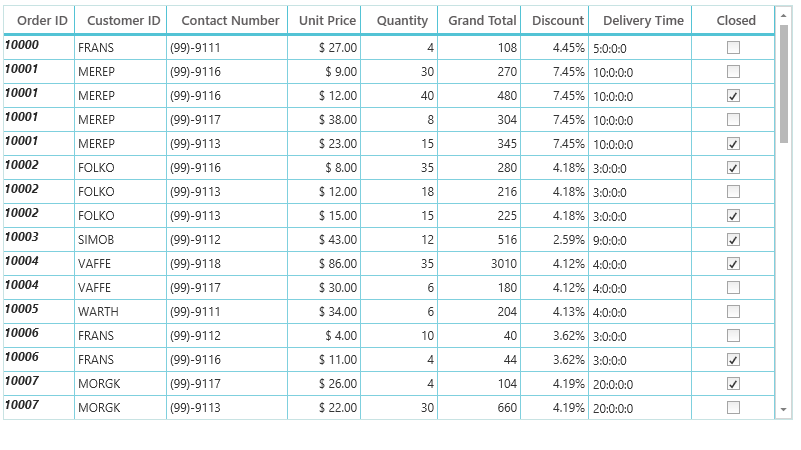 Order ID Customer ID Contact Number Unit Price Quantity Grand Total Discount Delivery Time Closed
10000 FRANS (99)-9111 $ 27.00 4 108 4.45% 5:0:0:0
10001 MEREP (99)-9116 $ 9.00 30 270 7.45% 10:0:0:0
10001 MEREP (99)-9116 $ 12.00 40 480 7.45% 10:0:0:0
10001 MEREP (99)-9117 $ 38.00 8 304 7.45% 10:0:0:0
10001 MEREP (99)-9113 $ 23.00 15 345 7.45% 10:0:0:0
10002 FOLKO (99)-9116 $ 8.00 35 280 4.18% 3:0:0:0
10002 FOLKO (99)-9113 $ 12.00 18 216 4.18% 3:0:0:0
10002 FOLKO (99)-9113 $ 15.00 15 225 4.18% 3:0:0:0
10003 SIMOB (99)-9112 $ 43.00 12 516 2.59% 9:0:0:0
10004 VAFFE (99)-9118 $ 86.00 35 3010 4.12% 4:0:0:0
10004 VAFFE (99)-9117 $ 30.00 6 180 4.12% 4:0:0:0
10005 WARTH (99)-9111 $ 34.00 6 204 4.13% 4:0:0:0
10006 FRANS (99)-9112 $ 4.00 10 40 3.62% 3:0:0:0
10006 FRANS (99)-9116 $ 11.00 4 44 3.62% 3:0:0:0
10007 MORGK (99)-9117 $ 26.00 4 104 4.19% 20:0:0:0
10007 MORGK (99)-9113 $ 22.00 30 660 4.19% 20:0:0:0